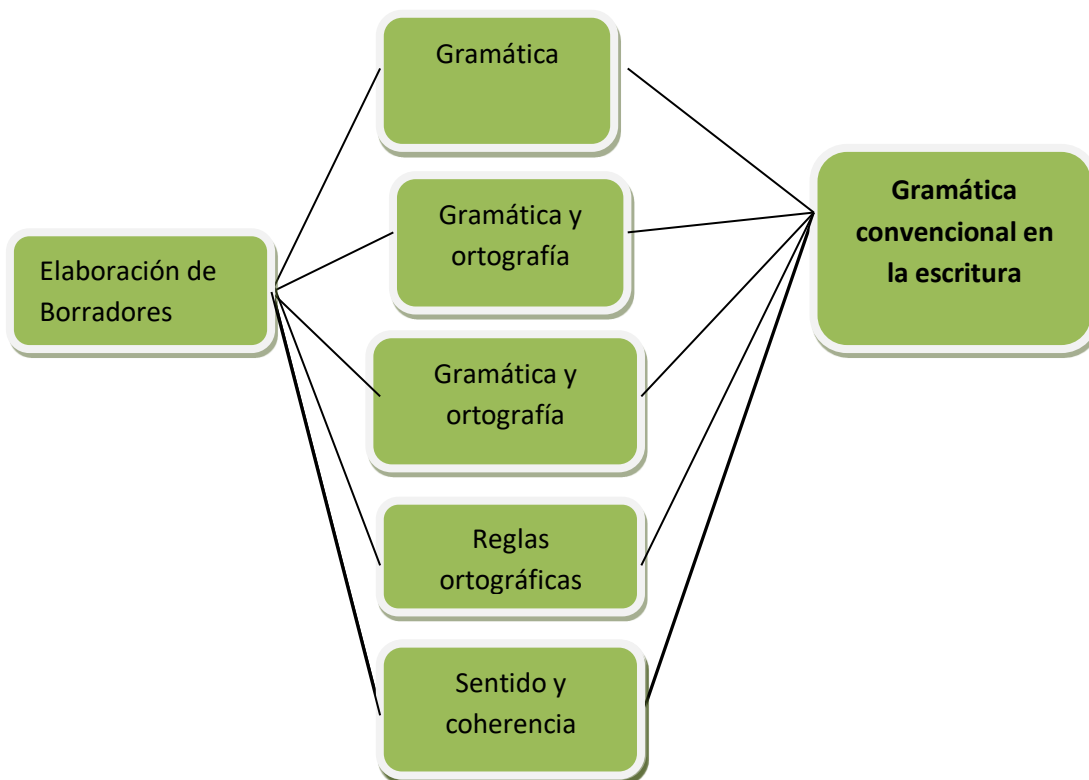 Elaboración de
Borradores
Gramática
Gramática y
ortografía
Gramática y
ortografía
Reglas
ortográficas
Sentido y
coherencia
Gramática
convencional en
la escritura